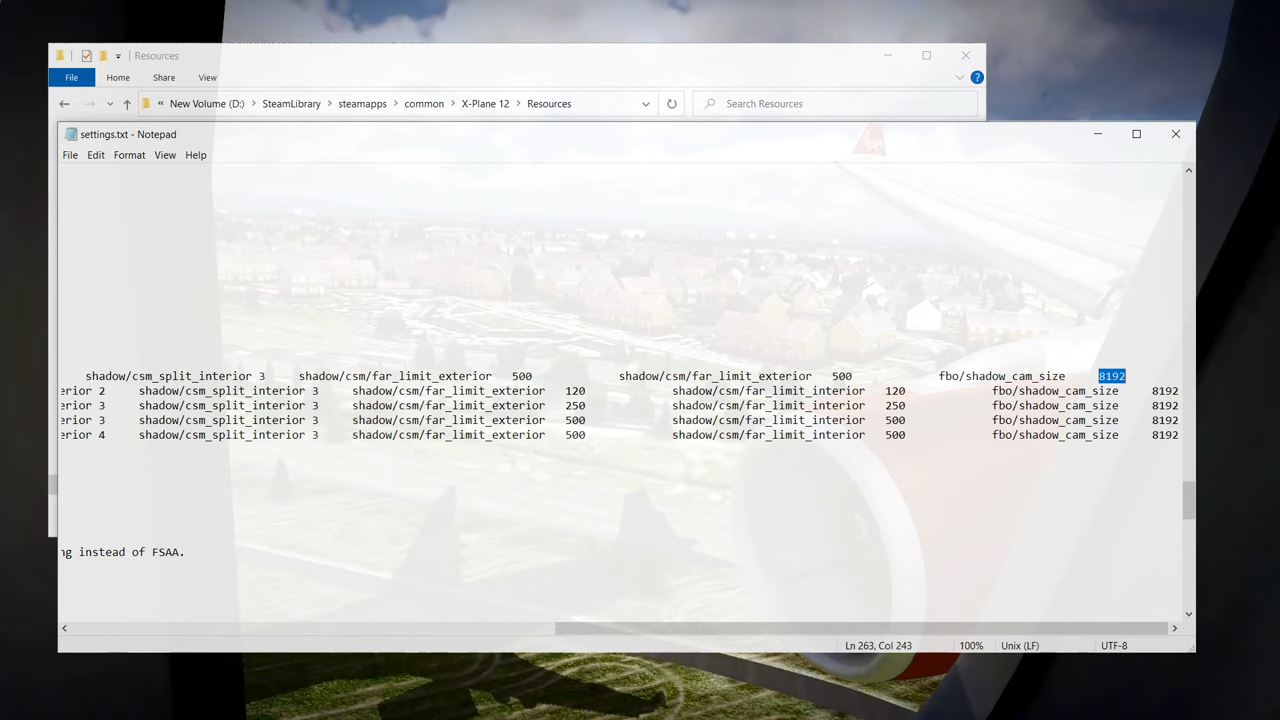 Resources
File Home Share View
« New Volume (D:) > SteamLibrary > steamapps > common > X-Plane 12 > Resources Search Resources
settings.txt - Notepad
File Edit Format View Help
shadow/csm_split_interior 3 shadow/csm/far_limit_exterior 500 shadow/csm/far_limit_exterior 500 fbo/shadow_cam_size 8192
erior 2 shadow/csm_split_interior 3 shadow/csm/far_limit_exterior 120 shadow/csm/far_limit_interior 120 fbo/shadow_cam_size 8192
erior 3 shadow/csm_split_interior 3 shadow/csm/far_limit_exterior 250 shadow/csm/far_limit_interior 250 fbo/shadow_cam_size 8192
erior 3 shadow/csm_split_interior 3 shadow/csm/far_limit_exterior 500 shadow/csm/far_limit_interior 500 fbo/shadow_cam_size 8192
erior 4 shadow/csm_split_interior 3 shadow/csm/far_limit_exterior 500 shadow/csm/far_limit_interior 500 fbo/shadow_cam_size 8192
ng instead of FSAA.
Ln 263, Col 243 100% Unix (LF) UTF-8